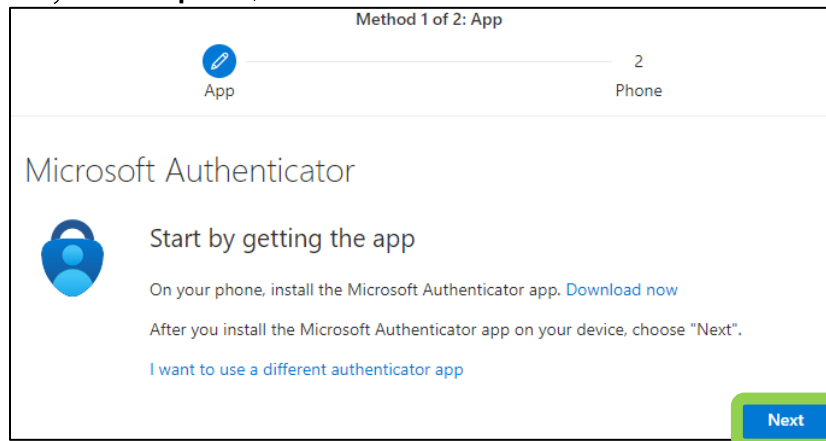 Method 1 of 2: App
2
App
Phone
Microsoft Authenticator
Start by getting the app
On your phone, install the Microsoft Authenticator app. Download now
After you install the Microsoft Authenticator app on your device, choose "Next".
I want to use a different authenticator app
Next